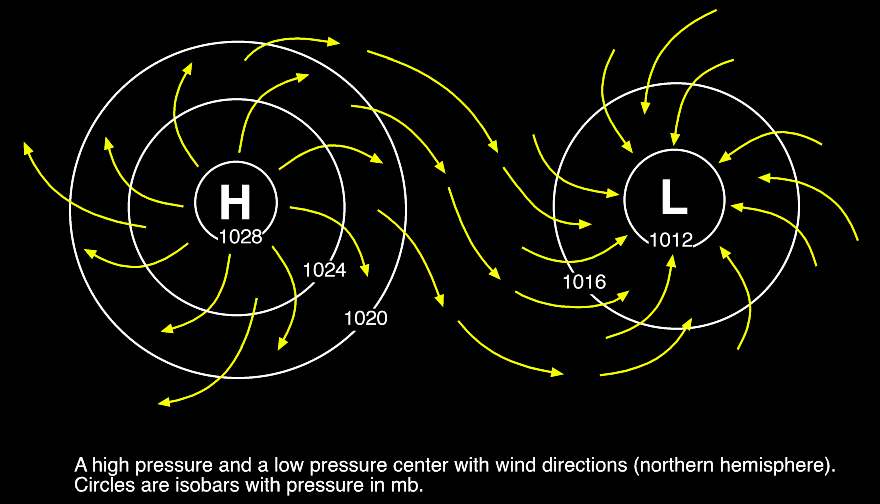 H
1028
1024
1020
L
1012
1016
A high pressure and a low pressure center with wind directions (northern hemisphere).
Circles are isobars with pressure in mb.